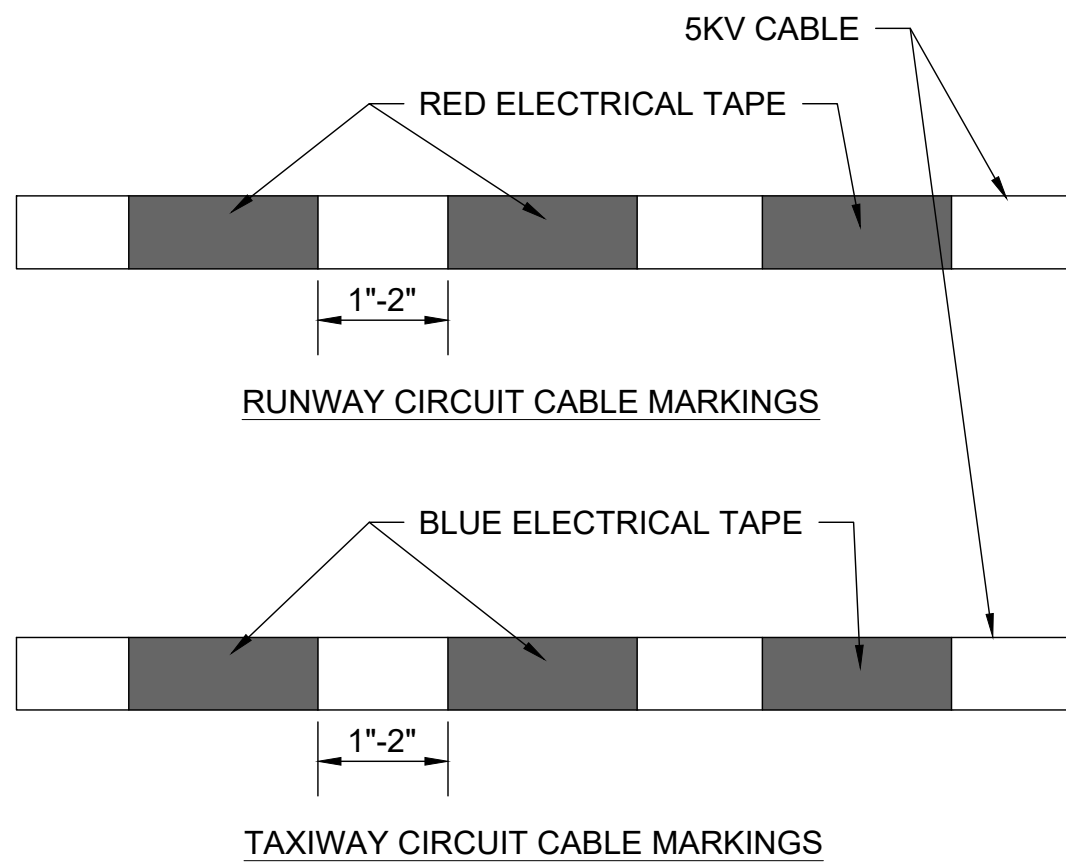 5KV CABLE
RED ELECTRICAL TAPE
1"-2"
RUNWAY CIRCUIT CABLE MARKINGS
BLUE ELECTRICAL TAPE
1"-2"
TAXIWAY CIRCUIT CABLE MARKINGS